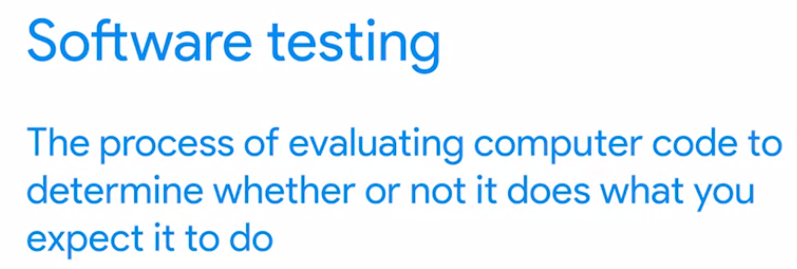 Software testing
The process of evaluating computer code to
determine whether or not it does what you
expect it to do